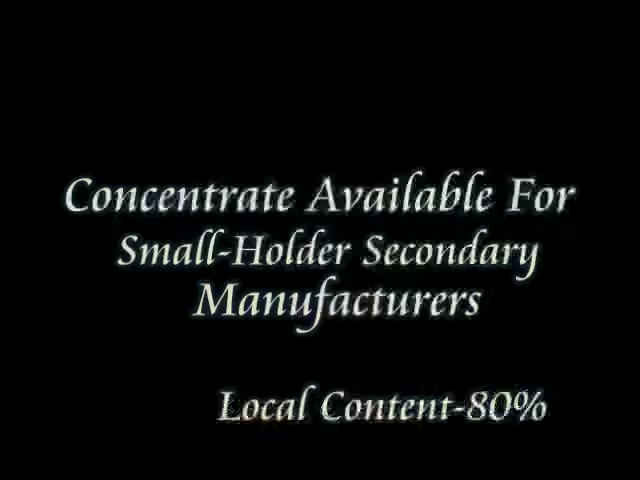 Concentrate Available For
Small-Holder Secondary
Manufacturers
Local Content-80%